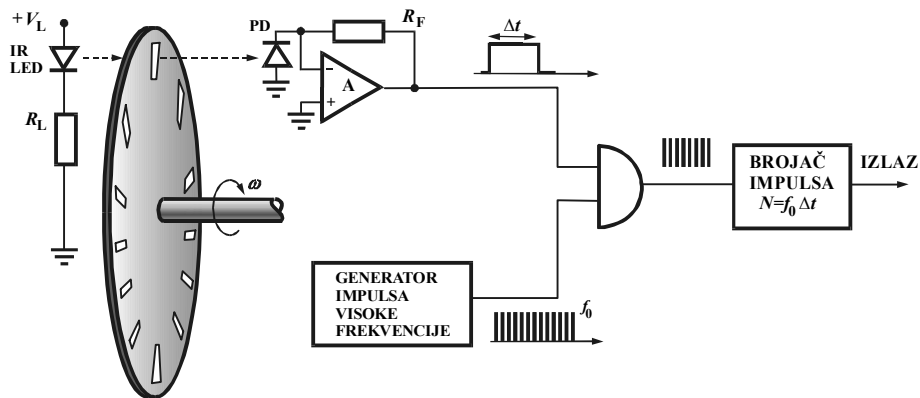 +V_L
IR
LED
R_L
ω
PD
R_F
A
−
+
Δt
GENERATOR
IMPULSA
VISOKE
FREKVENCIJE
f_0
BROJAČ
IMPULSA
N=f_0 Δt
IZLAZ